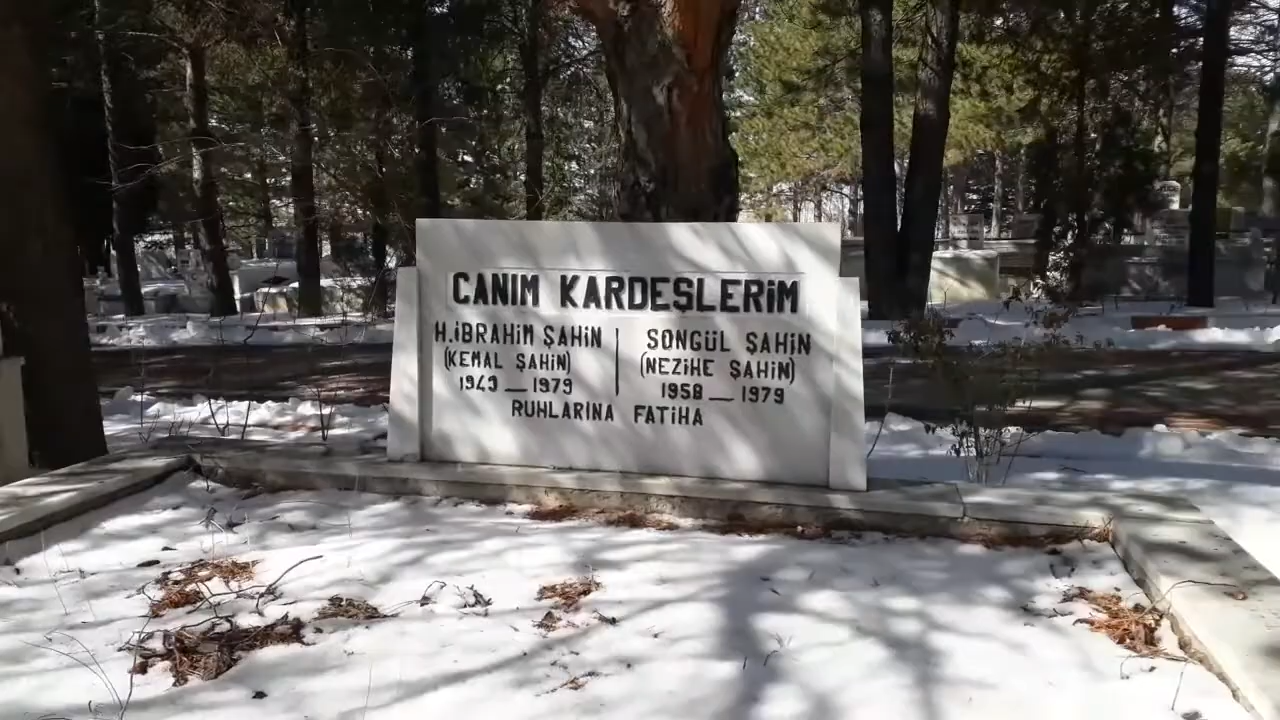 CANIM KARDEŞLERİM
H.İBRAHİM ŞAHİN | SONGÜL ŞAHİN
(KEMAL ŞAHİN) (NEZİHE ŞAHİN)
1949 — 1979 1958 — 1979
RUHLARINA FATİHA